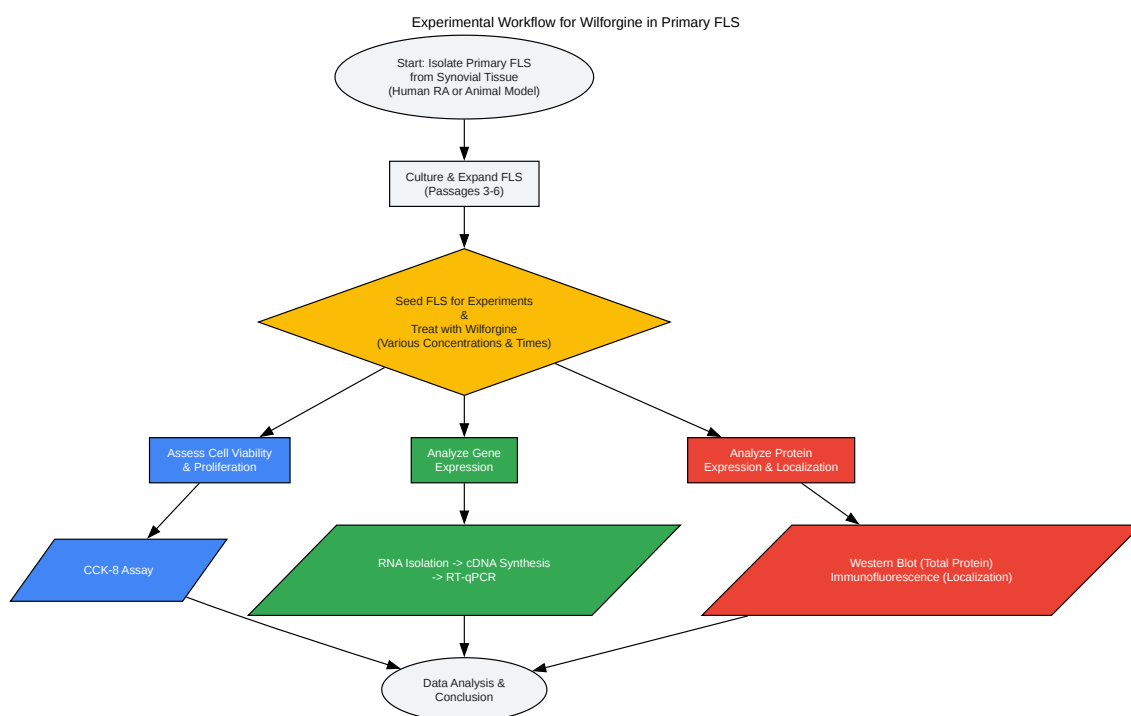 Experimental Workflow for Wilforgine in Primary FLS
Start: Isolate Primary FLS
from Synovial Tissue
(Human RA or Animal Model)
Culture & Expand FLS
(Passages 3-6)
Seed FLS for Experiments
&
Treat with Wilforgine
(Various Concentrations & Times)
Assess Cell Viability
& Proliferation
Analyze Gene
Expression
Analyze Protein
Expression & Localization
CCK-8 Assay
RNA Isolation -> cDNA Synthesis
-> RT-qPCR
Western Blot (Total Protein)
Immunofluorescence (Localization)
Data Analysis &
Conclusion